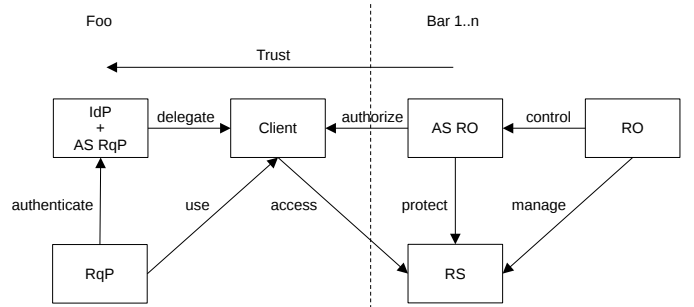 Foo
Bar 1..n
Trust
IdP
+
AS RqP
delegate
Client
authorize
AS RO
control
RO
authenticate
use
access
protect
manage
RqP
RS